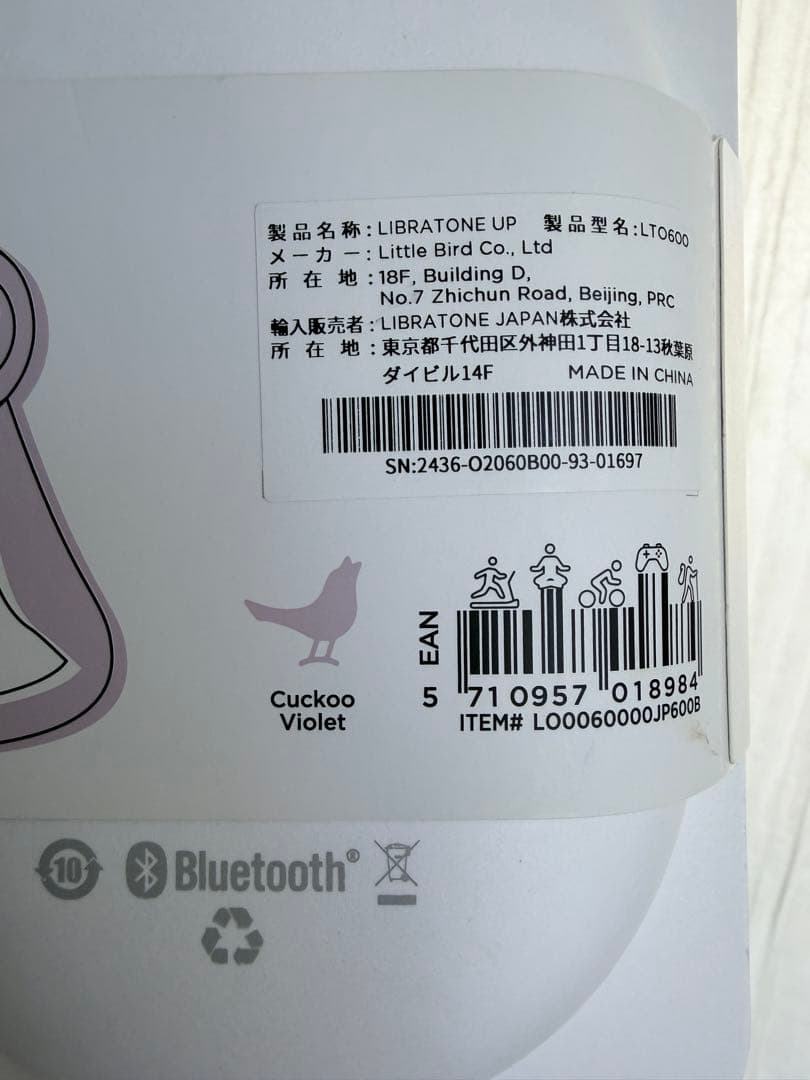 製品名称:LIBRATONE UP 製品型名:LTO600
メーカー:Little Bird Co., Ltd
所在地:18F, Building D,
No.7 Zhichun Road, Beijing, PRC
輸入販売者:LIBRATONE JAPAN株式会社
所在地:東京都千代田区外神田1丁目18-13秋葉原
ダイビル14F MADE IN CHINA
SN:2436-O2060B00-93-01697
Cuckoo
Violet
EAN
5 710957 018984
ITEM# LO0060000JP600B
10
Bluetooth®